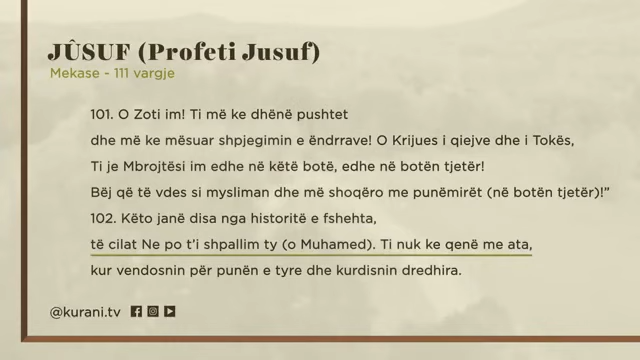 JÛSUF (Profeti Jusuf)
Mekase - 111 vargje
101. O Zoti im! Ti më ke dhënë pushtet
dhe më ke mësuar shpjegimin e ëndrrave! O Krijues i qiejve dhe i Tokës,
Ti je Mbrojtësi im edhe në këtë botë, edhe në botën tjetër!
Bëj që të vdes si mysliman dhe më shoqëro me punëmirët (në botën tjetër)!”
102. Këto janë disa nga historitë e fshehta,
të cilat Ne po t’i shpallim ty (o Muhamed). Ti nuk ke qenë me ata,
kur vendosnin për punën e tyre dhe kurdisnin dredhira.
@kurani.tv